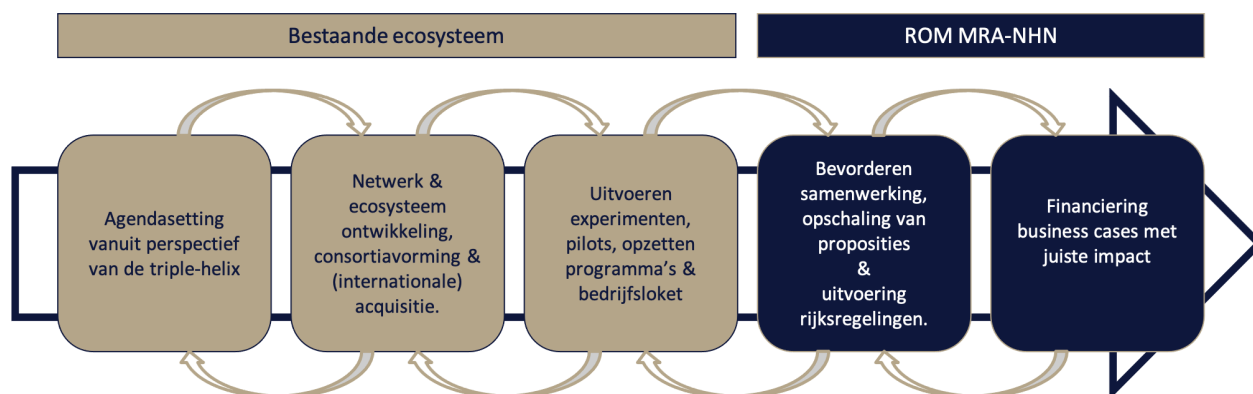 Bestaande ecosysteem
ROM MRA-NHN
Agendasetting
vanuit perspectief
van de triple-helix
Netwerk &
ecosysteem
ontwikkeling,
consortiavorming &
(internationale)
acquisitie.
Uitvoeren
experimenten,
pilots, opzetten
programma's &
bedrijfsloket
Bevorderen
samenwerking,
opschaling van
proposities
&
uitvoering
rijksregelingen.
Financiering
business cases met
juiste impact